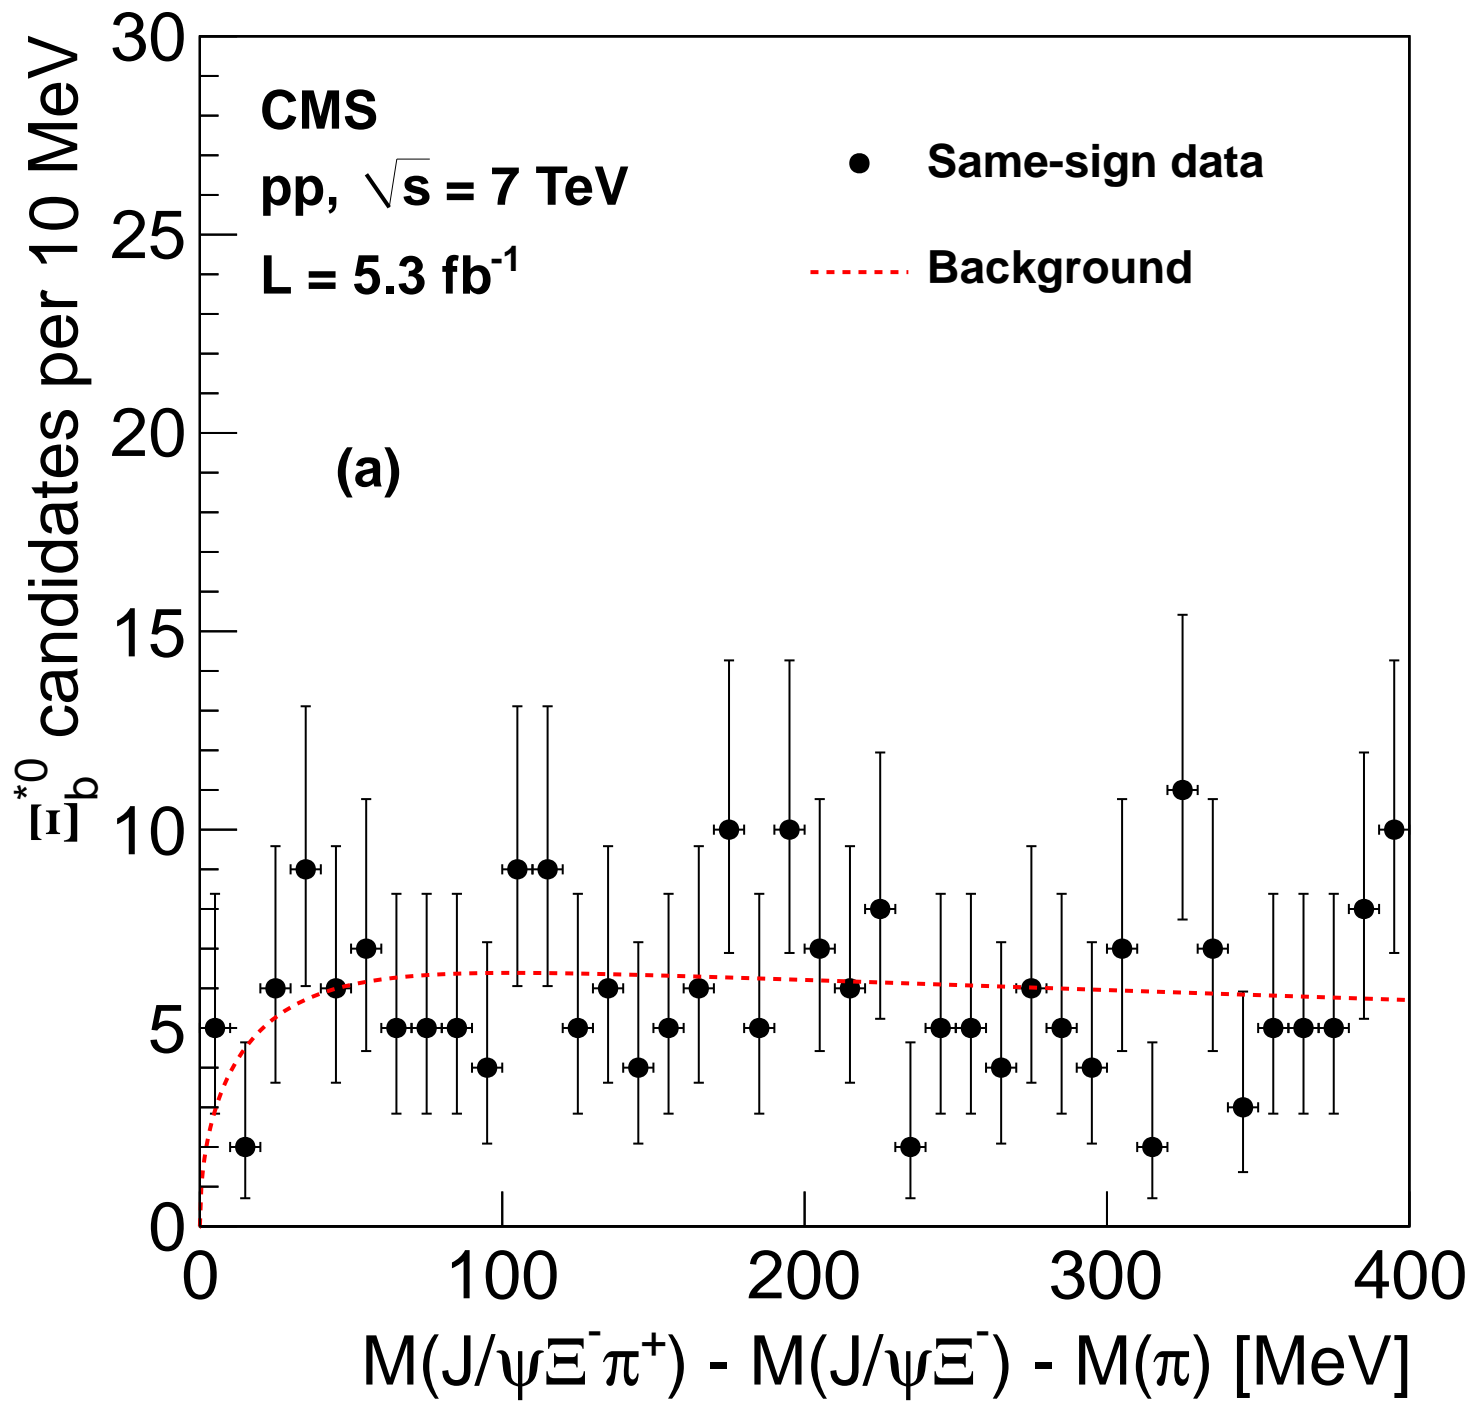 Ξb*0 candidates per 10 MeV
30
25
20
15
10
5
0
CMS
pp, √s = 7 TeV
L = 5.3 fb-1
Same-sign data
Background
(a)
0 100 200 300 400
M(J/ψΞ-π+) - M(J/ψΞ-) - M(π) [MeV]